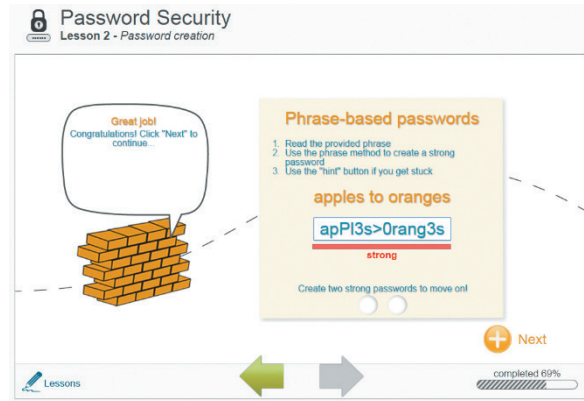 Password Security
Lesson 2 - Password creation
Great job!
Congratulations! Click "Next" to
continue...
Phrase-based passwords
1. Read the provided phrase
2. Use the phrase method to create a strong
password
3. Use the "hint" button if you get stuck
apples to oranges
apPl3s>0rang3s
strong
Create two strong passwords to move on!
Next
Lessons
completed 69%